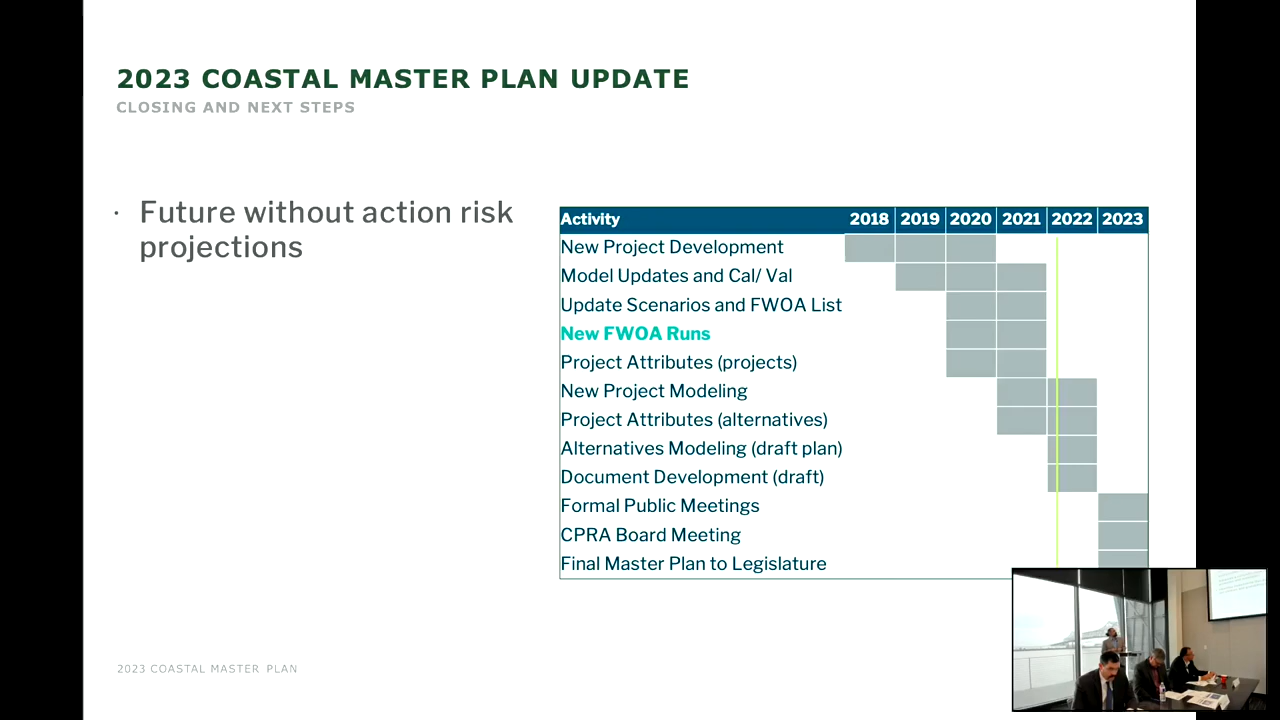 2023 COASTAL MASTER PLAN UPDATE
CLOSING AND NEXT STEPS
· Future without action risk
projections
Activity 2018 2019 2020 2021 2022 2023
New Project Development
Model Updates and Cal/ Val
Update Scenarios and FWOA List
New FWOA Runs
Project Attributes (projects)
New Project Modeling
Project Attributes (alternatives)
Alternatives Modeling (draft plan)
Document Development (draft)
Formal Public Meetings
CPRA Board Meeting
Final Master Plan to Legislature
2023 COASTAL MASTER PLAN